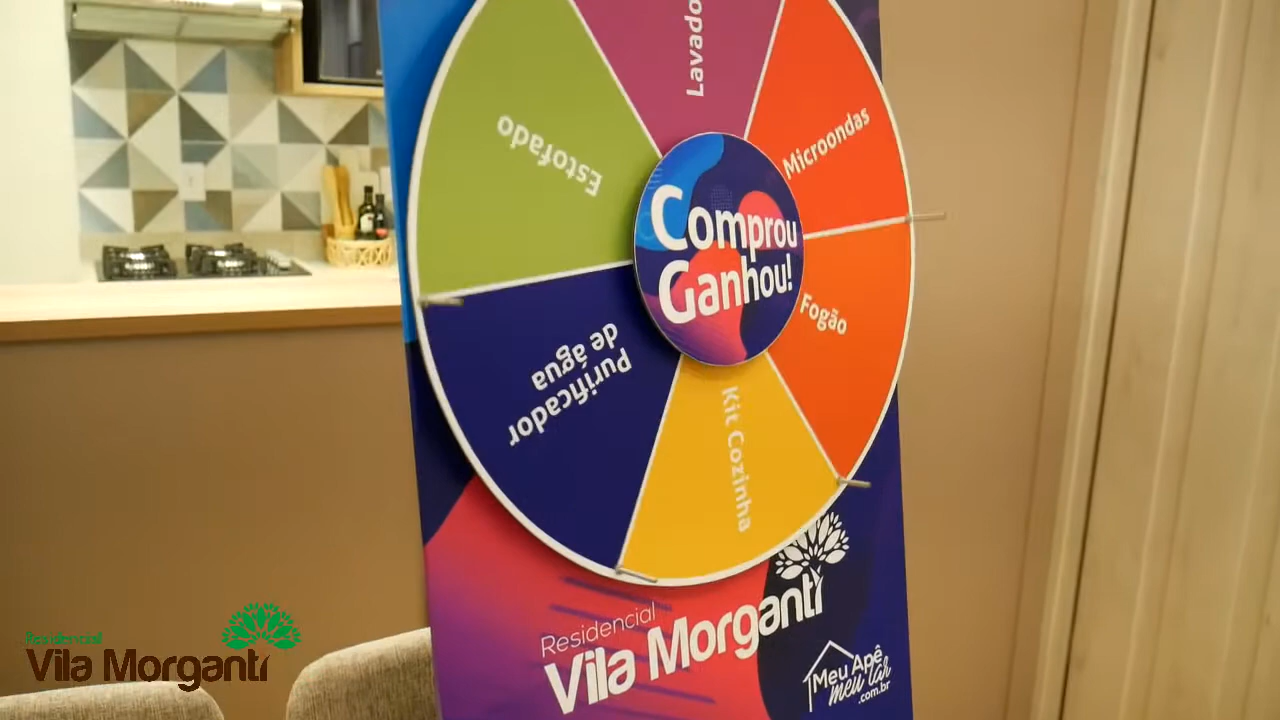 Estofado
Microondas
Comprou
Ganhou!
Fogão
Purificador
de água
Kit Cozinha
Residencial
Vila Morganti
Meu Apê
meu lar
.com.br
Residencial
Vila Morganti